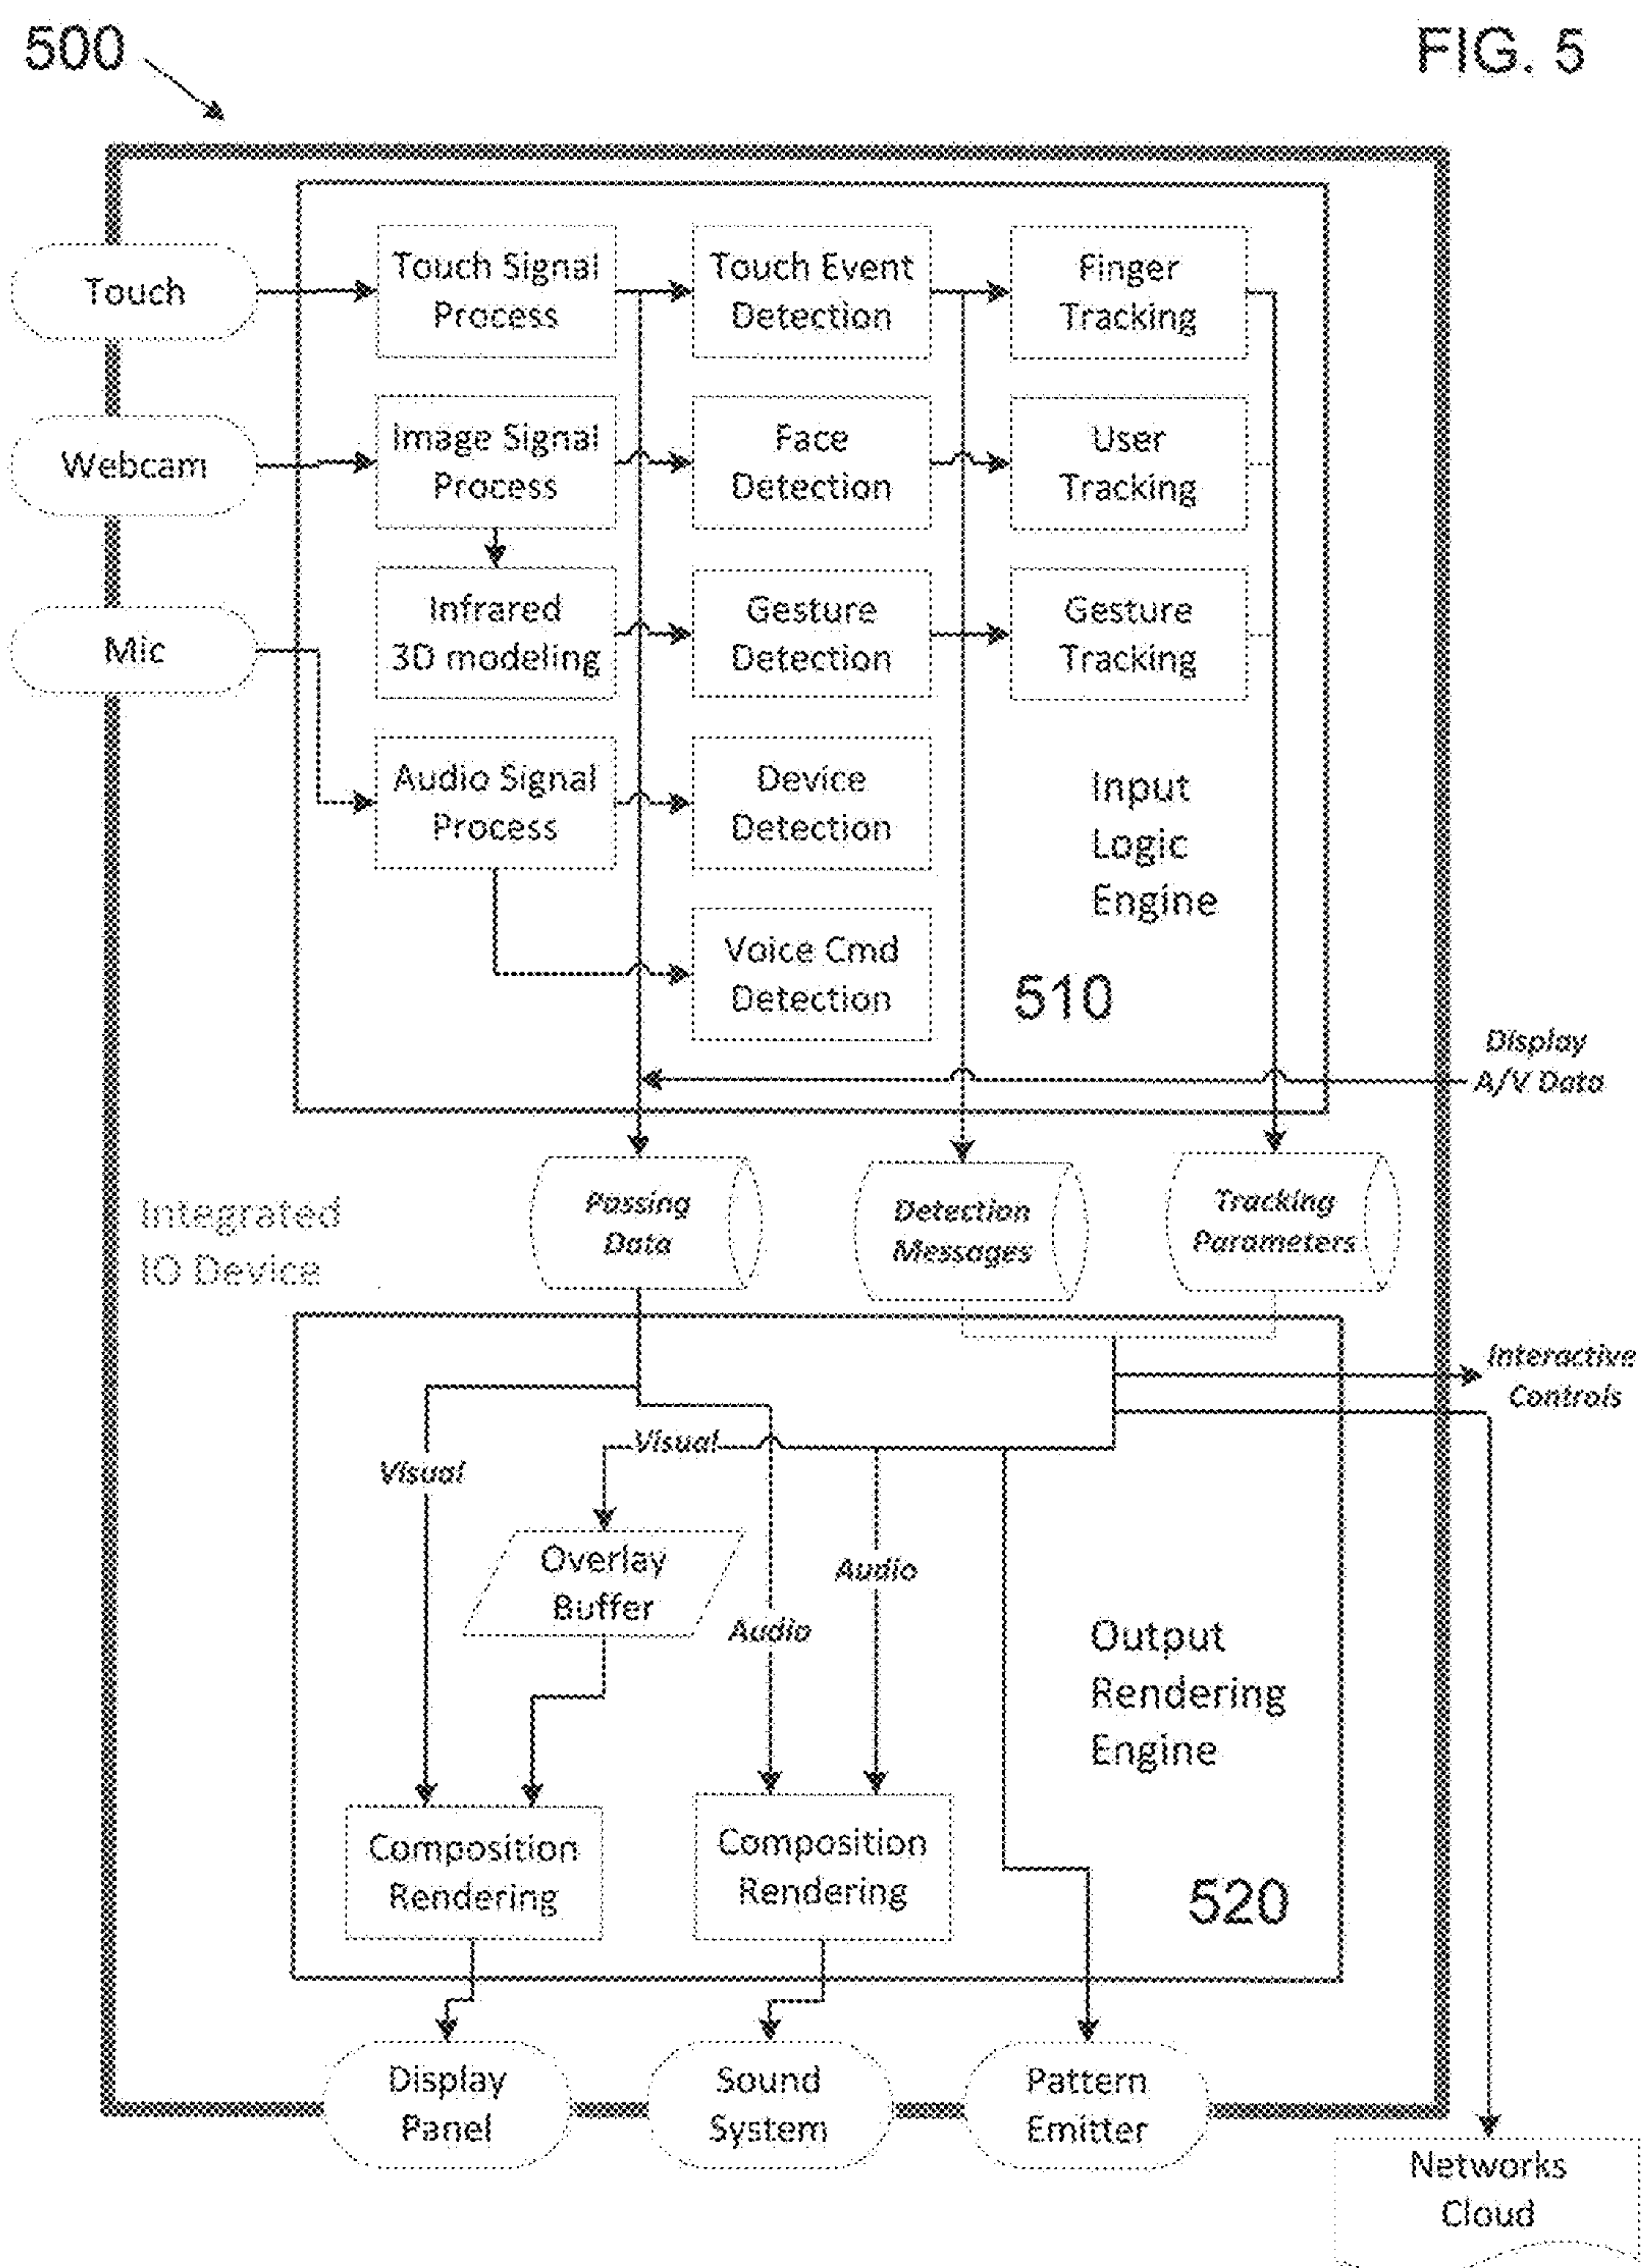 500
FIG. 5
Touch
Touch Signal
Process
Touch Event
Detection
Finger
Tracking
Webcam
Image Signal
Process
Face
Detection
User
Tracking
Mic
Infrared
3D modeling
Gesture
Detection
Gesture
Tracking
Audio Signal
Process
Device
Detection
Input
Logic
Engine
Voice Cmd
Detection
510
Display
A/V Data
Integrated
IO Device
Passing
Data
Detection
Messages
Tracking
Parameters
Interactive
Controls
Visual
Visual
Overlay
Buffer
Audio
Audio
Output
Rendering
Engine
Composition
Rendering
Composition
Rendering
520
Display
Panel
Sound
System
Pattern
Emitter
Networks
Cloud